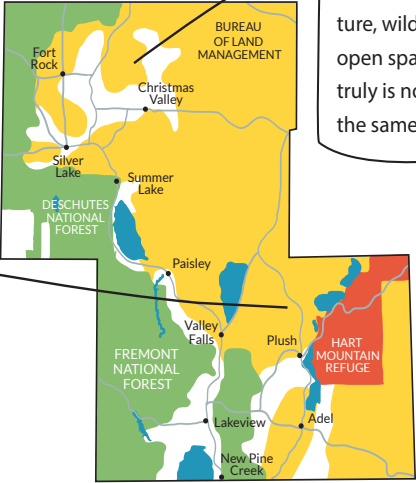 BUREAU
OF LAND
MANAGEMENT
ture, wild
open spa
truly is no
the same
Fort
Rock
Christmas
Valley
Silver
Lake
Summer
Lake
DESCHUTES
NATIONAL
FOREST
Paisley
Valley
Falls
Plush
HART
MOUNTAIN
REFUGE
FREMONT
NATIONAL
FOREST
Lakeview
Adel
New Pine
Creek